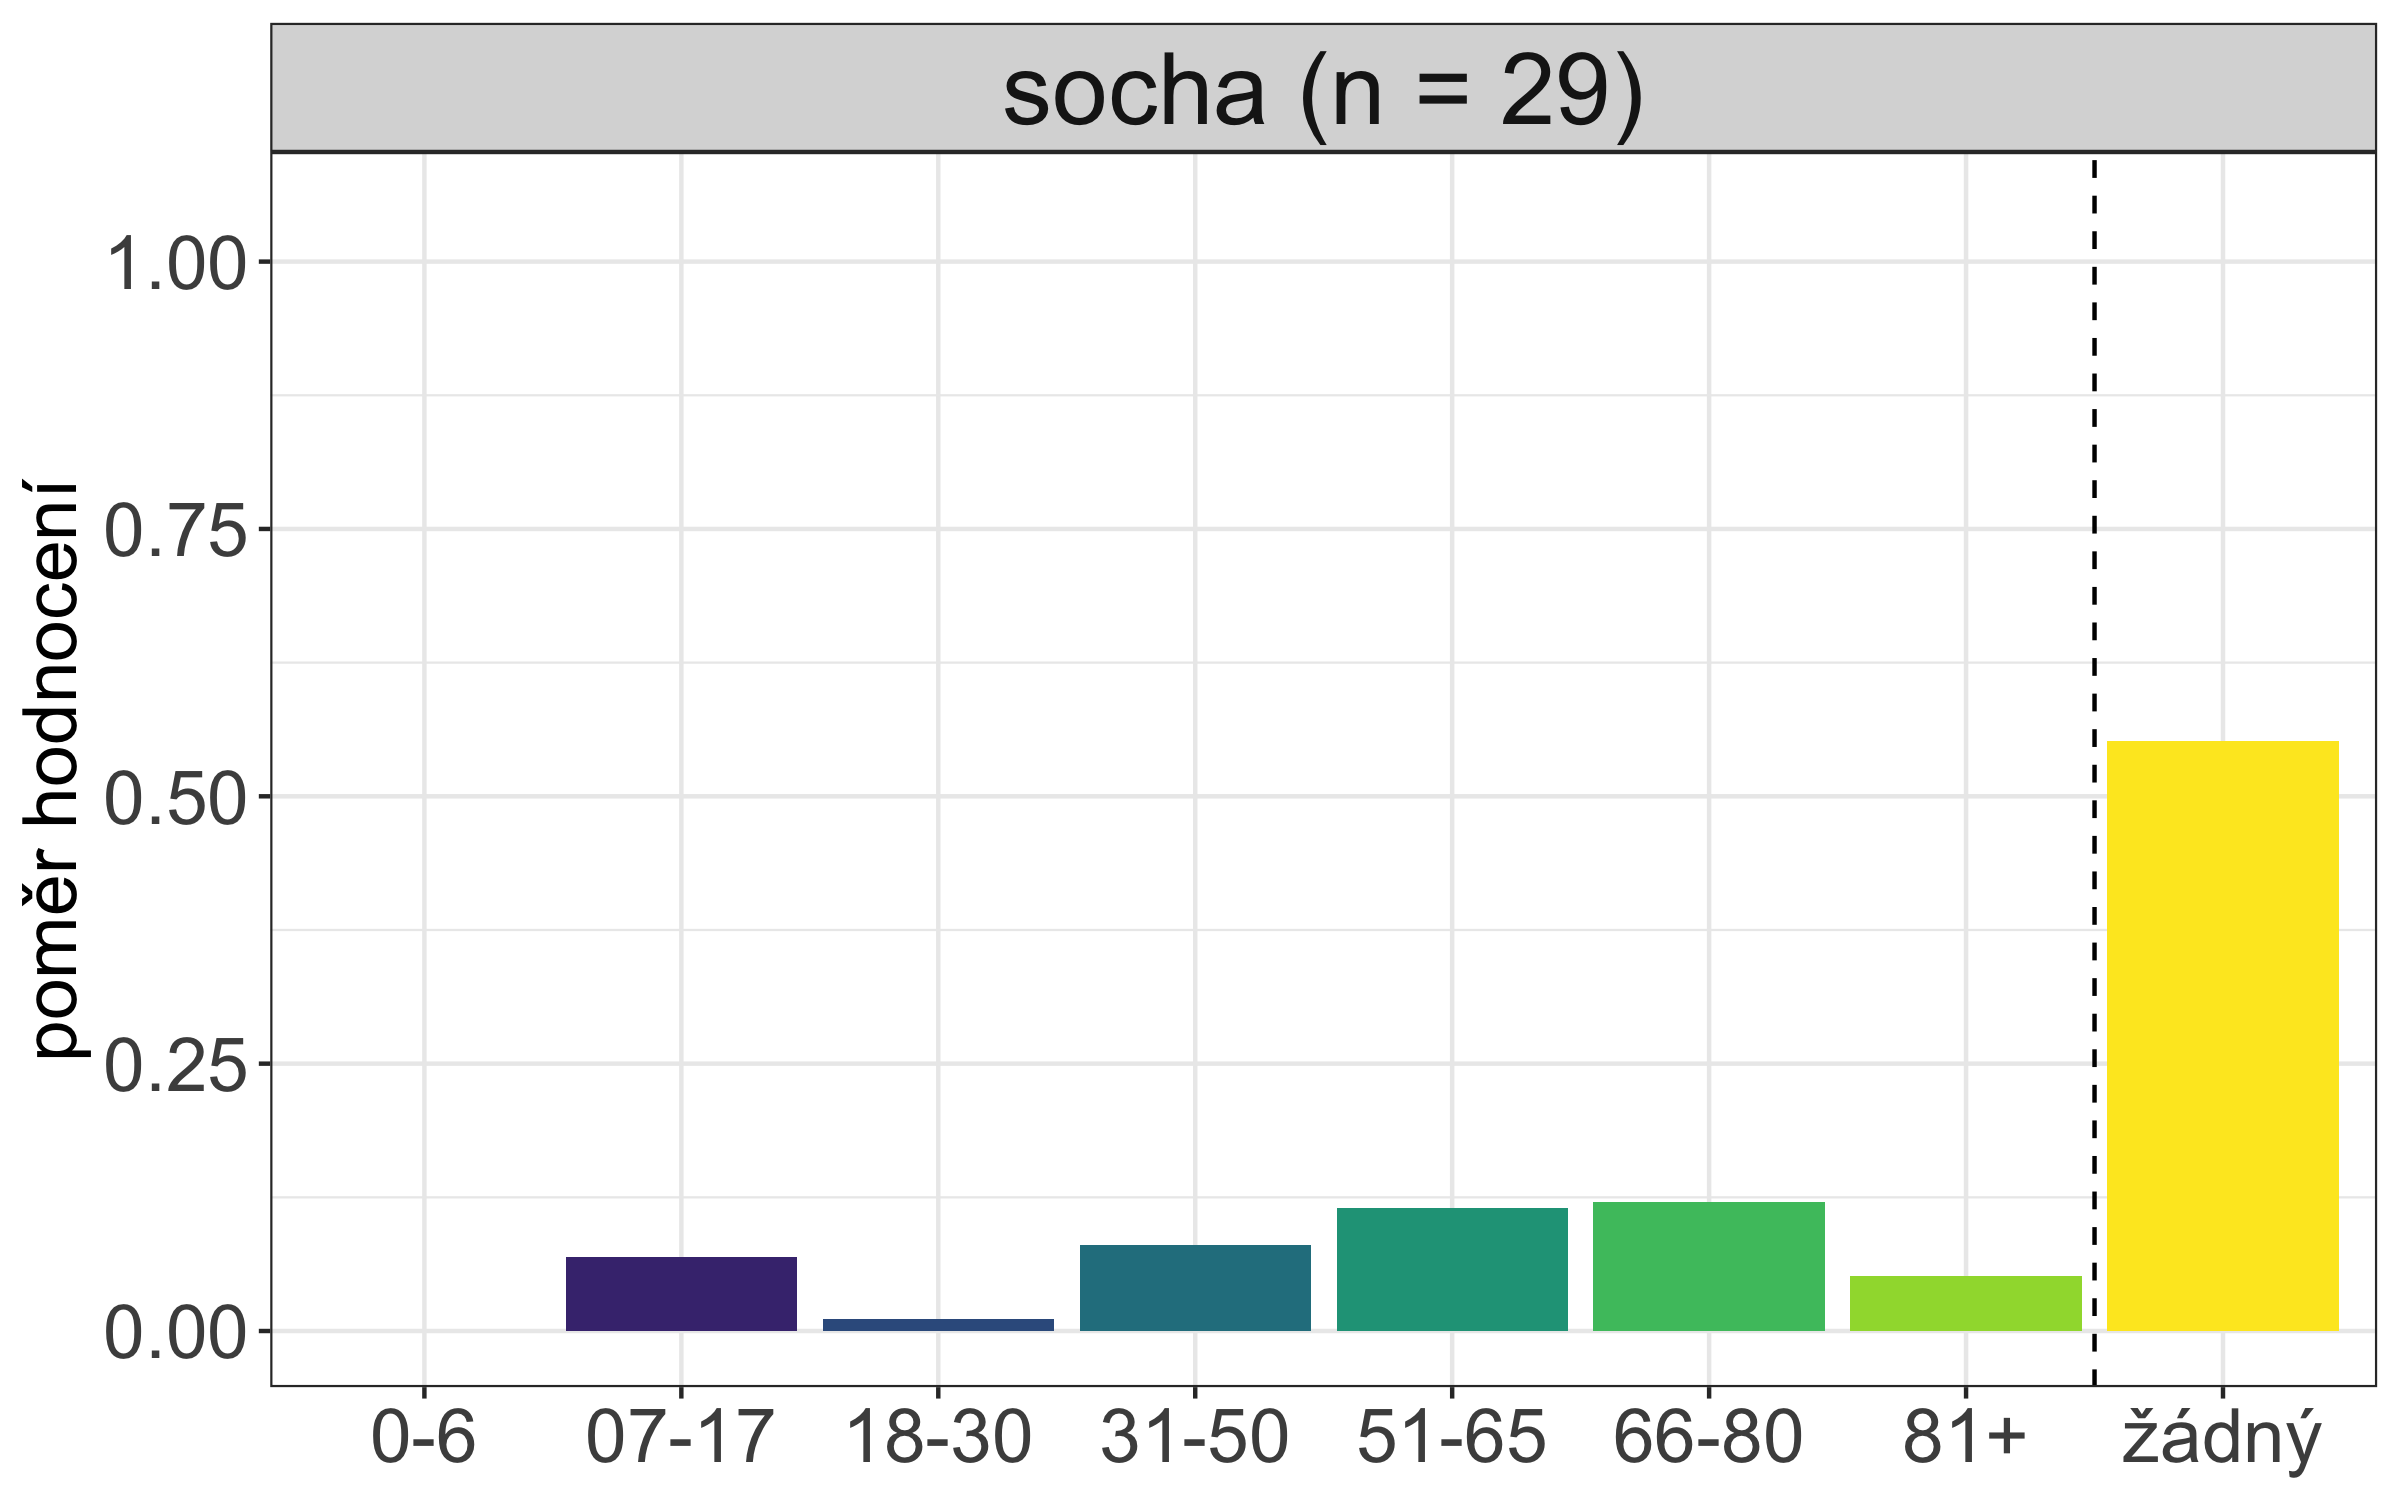 socha (n = 29)
poměr hodnocení
1.00
0.75
0.50
0.25
0.00
0-6 07-17 18-30 31-50 51-65 66-80 81+ žádný